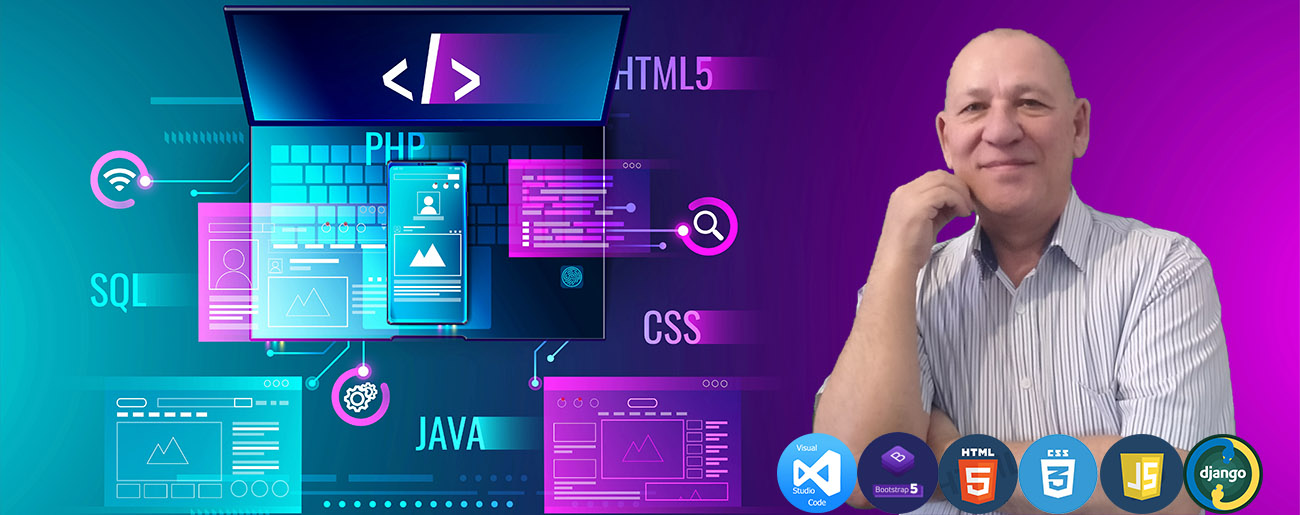 </>
HTML5
PHP
SQL
CSS
JAVA
Visual
Studio
Code
B
Bootstrap 5
HTML
5
CSS
3
JS
django